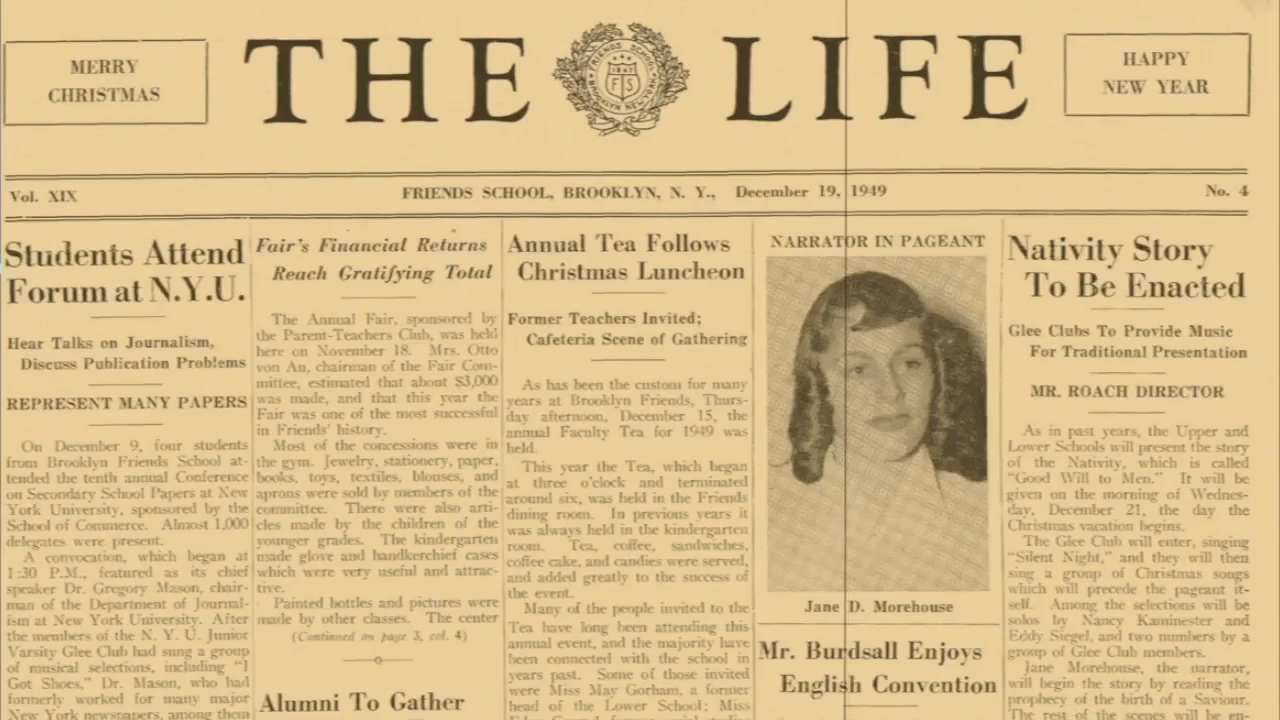 MERRY
CHRISTMAS
THE LIFE
FRIENDS SCHOOL
1867
FS
BROOKLYN NEW YORK
HAPPY
NEW YEAR
Vol. XIX
FRIENDS SCHOOL, BROOKLYN, N. Y., December 19, 1949
No. 4
Students Attend
Forum at N.Y.U.
Hear Talks on Journalism,
Discuss Publication Problems
REPRESENT MANY PAPERS
On December 9, four students
from Brooklyn Friends School at-
tended the tenth annual Conference
on Secondary School Papers at New
York University, sponsored by the
School of Commerce. Almost 1,000
delegates were present.
A convocation, which began at
1:30 P.M., featured as its chief
speaker Dr. Gregory Mason, chair-
man of the Department of Journal-
ism at New York University. After
the members of the N. Y. U. Junior
Varsity Glee Club had sung a group
of musical selections, including "I
Got Shoes," Dr. Mason, who had
formerly worked for many major
New York newspapers, among them
Fair's Financial Returns
Reach Gratifying Total
The Annual Fair, sponsored by
the Parent-Teachers Club, was held
here on November 18. Mrs. Otto
von Au, chairman of the Fair Com-
mittee, estimated that about $3,000
was made, and that this year the
Fair was one of the most successful
in Friends' history.
Most of the concessions were in
the gym. Jewelry, stationery, paper,
books, toys, textiles, blouses, and
aprons were sold by members of the
committee. There were also arti-
cles made by the children of the
younger grades. The kindergarten
made glove and handkerchief cases
which were very useful and attrac-
tive.
Painted bottles and pictures were
made by other classes. The center
(Continued on page 3, col. 4)
Alumni To Gather
Annual Tea Follows
Christmas Luncheon
Former Teachers Invited;
Cafeteria Scene of Gathering
As has been the custom for many
years at Brooklyn Friends, Thurs-
day afternoon, December 15, the
annual Faculty Tea for 1949 was
held.
This year the Tea, which began
at three o'clock and terminated
around six, was held in the Friends
dining room. In previous years it
was always held in the kindergarten
room. Tea, coffee, sandwiches,
coffee cake, and candies were served,
and added greatly to the success of
the event.
Many of the people invited to the
Tea have long been attending this
annual event, and the majority have
been connected with the school in
years past. Some of those invited
were Miss May Gorham, a former
head of the Lower School; Miss
NARRATOR IN PAGEANT
Jane D. Morehouse
Mr. Burdsall Enjoys
English Convention
Nativity Story
To Be Enacted
Glee Clubs To Provide Music
For Traditional Presentation
MR. ROACH DIRECTOR
As in past years, the Upper and
Lower Schools will present the story
of the Nativity, which is called
"Good Will to Men." It will be
given on the morning of Wednes-
day, December 21, the day the
Christmas vacation begins.
The Glee Club will enter, singing
"Silent Night," and they will then
sing a group of Christmas songs
which will precede the pageant it-
self. Among the selections will be
solos by Nancy Kaminester and
Eddy Siegel, and two numbers by a
group of Glee Club members.
Jane Morehouse, the narrator,
will begin the story by reading the
prophecy of the birth of a Saviour.
The rest of the scenes will be en-